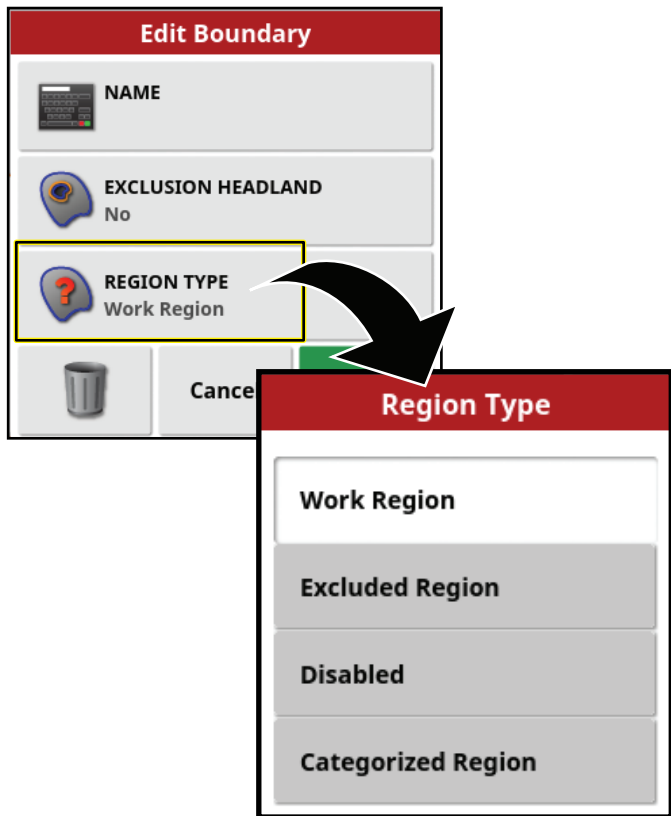 Edit Boundary
NAME
EXCLUSION HEADLAND
No
REGION TYPE
Work Region
Cance
Region Type
Work Region
Excluded Region
Disabled
Categorized Region